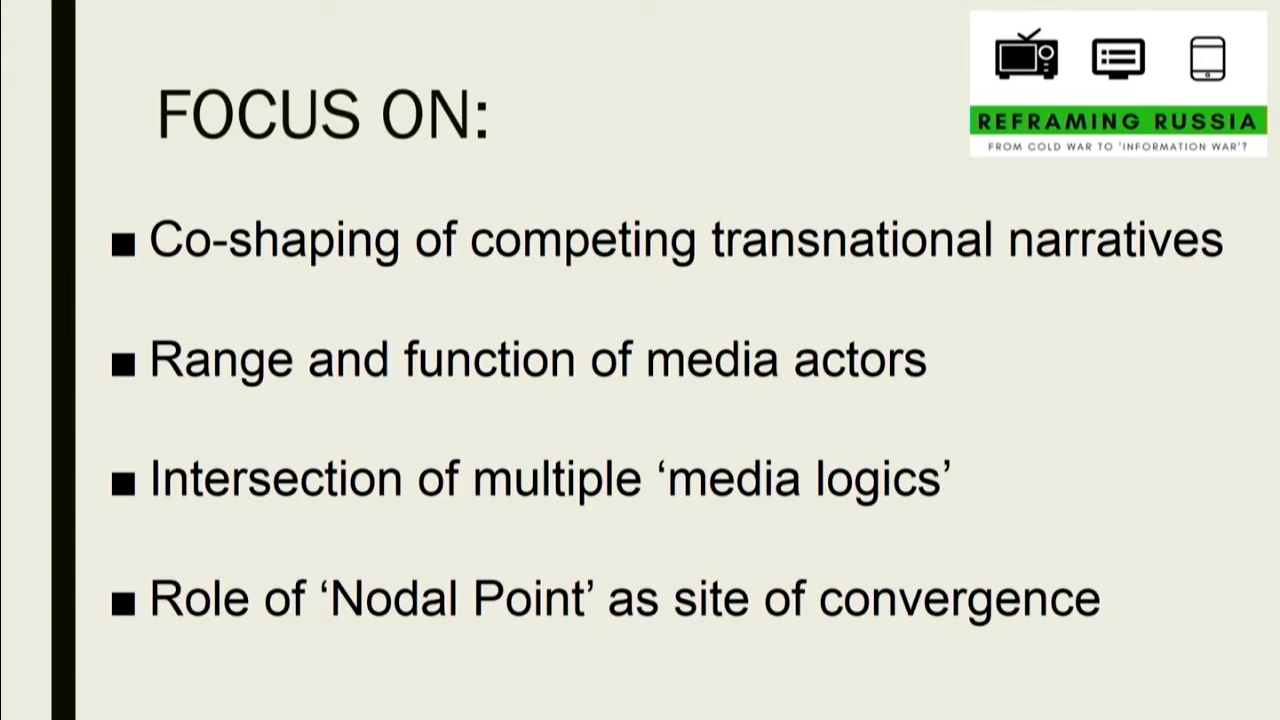 REFRAMING RUSSIA
FROM COLD WAR TO 'INFORMATION WAR'?
FOCUS ON:
■ Co-shaping of competing transnational narratives
■ Range and function of media actors
■ Intersection of multiple ‘media logics’
■ Role of ‘Nodal Point’ as site of convergence